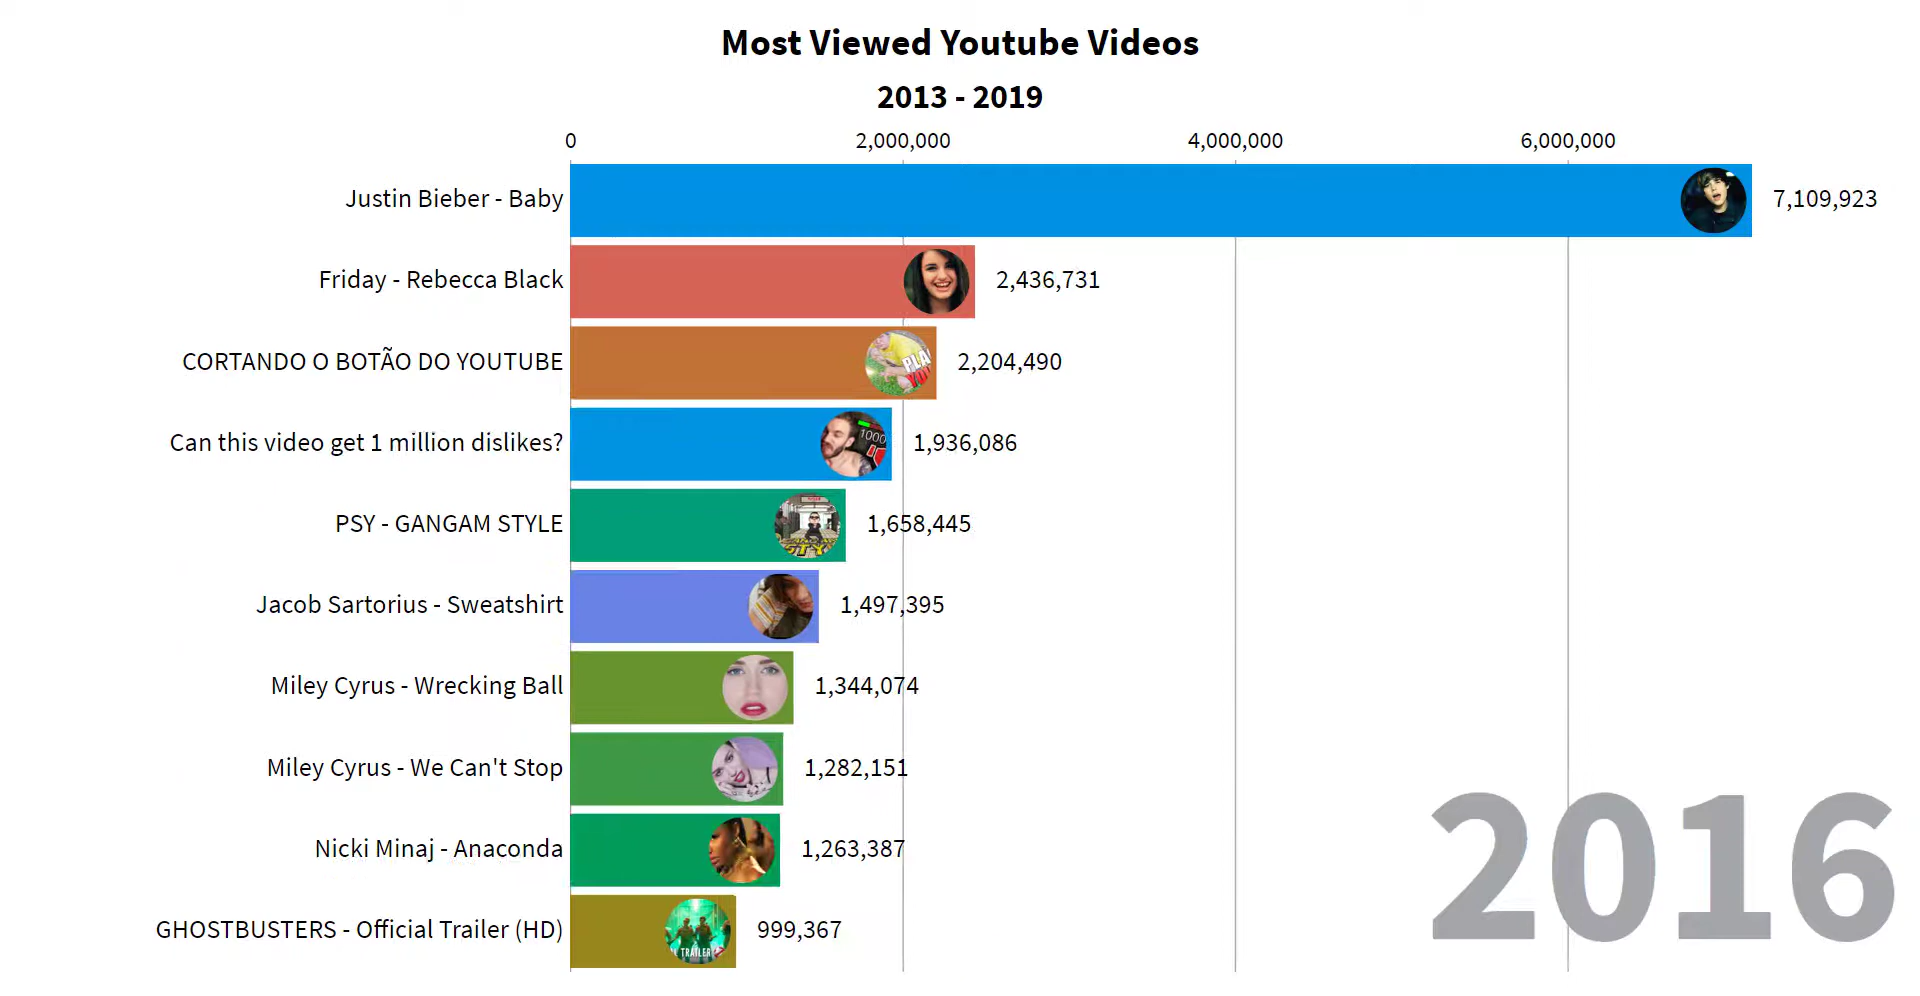 Most Viewed Youtube Videos
2013 - 2019
0 2,000,000 4,000,000 6,000,000
Justin Bieber - Baby 7,109,923
Friday - Rebecca Black 2,436,731
CORTANDO O BOTÃO DO YOUTUBE PLA YOU 2,204,490
Can this video get 1 million dislikes? 1000 1,936,086
PSY - GANGAM STYLE 1,658,445
Jacob Sartorius - Sweatshirt 1,497,395
Miley Cyrus - Wrecking Ball 1,344,074
Miley Cyrus - We Can't Stop 1,282,151
Nicki Minaj - Anaconda 1,263,387
GHOSTBUSTERS - Official Trailer (HD) TRAILER 999,367
2016